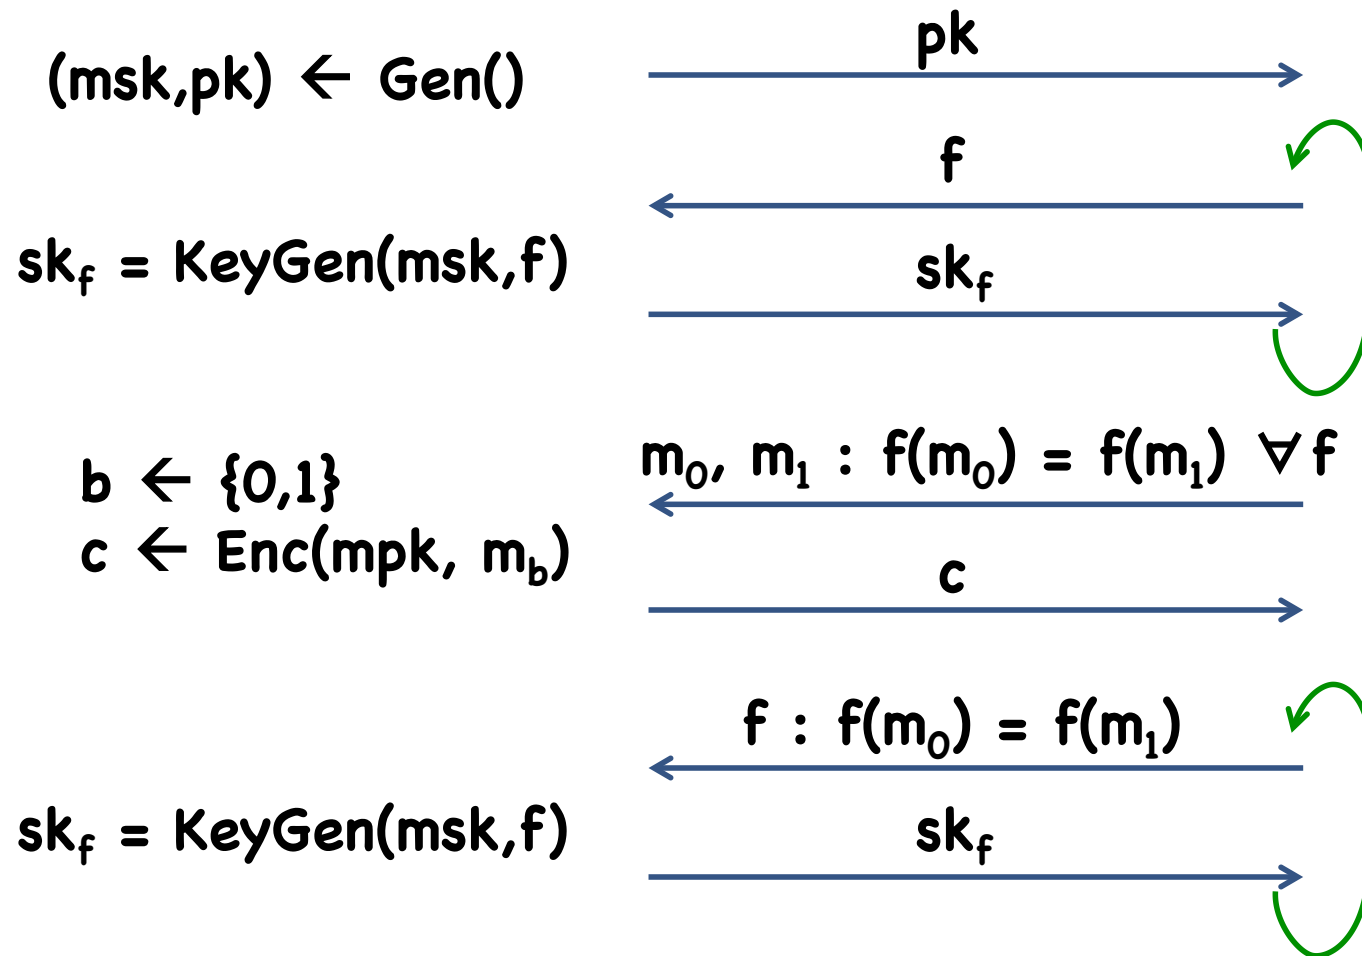 pk
(msk,pk) ← Gen()
f
sk_f = KeyGen(msk,f)
sk_f
m_0, m_1 : f(m_0) = f(m_1) ∀f
b ← {0,1}
c ← Enc(mpk, m_b)
c
f : f(m_0) = f(m_1)
sk_f = KeyGen(msk,f)
sk_f